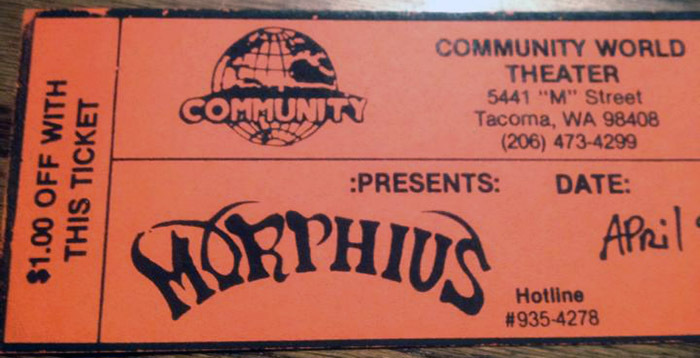 $1.00 OFF WITH
THIS TICKET
COMMUNITY
COMMUNITY WORLD
THEATER
5441 "M" Street
Tacoma, WA 98408
(206) 473-4299
:PRESENTS:
DATE:
MORPHIUS
APRil
Hotline
#935-4278